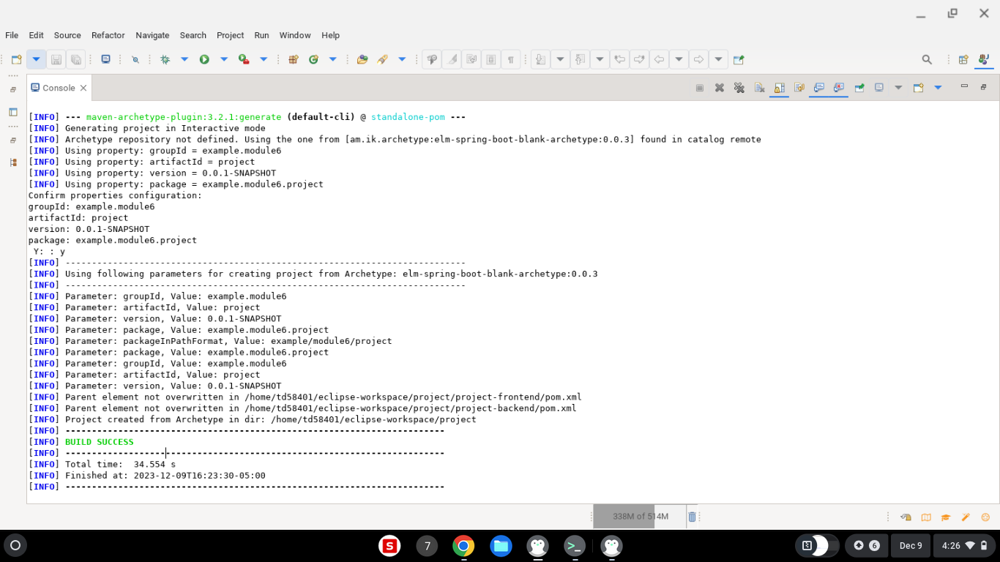 File Edit Source Refactor Navigate Search Project Run Window Help
Console
[INFO] --- maven-archetype-plugin:3.2.1:generate (default-cli) @ standalone-pom ---
[INFO] Generating project in Interactive mode
[INFO] Archetype repository not defined. Using the one from [am.ik.archetype:elm-spring-boot-blank-archetype:0.0.3] found in catalog remote
[INFO] Using property: groupId = example.module6
[INFO] Using property: artifactId = project
[INFO] Using property: version = 0.0.1-SNAPSHOT
[INFO] Using property: package = example.module6.project
Confirm properties configuration:
groupId: example.module6
artifactId: project
version: 0.0.1-SNAPSHOT
package: example.module6.project
Y: : y
[INFO] ----------------------------------------------------------------------------
[INFO] Using following parameters for creating project from Archetype: elm-spring-boot-blank-archetype:0.0.3
[INFO] ----------------------------------------------------------------------------
[INFO] Parameter: groupId, Value: example.module6
[INFO] Parameter: artifactId, Value: project
[INFO] Parameter: version, Value: 0.0.1-SNAPSHOT
[INFO] Parameter: package, Value: example.module6.project
[INFO] Parameter: packageInPathFormat, Value: example/module6/project
[INFO] Parameter: package, Value: example.module6.project
[INFO] Parameter: groupId, Value: example.module6
[INFO] Parameter: artifactId, Value: project
[INFO] Parameter: version, Value: 0.0.1-SNAPSHOT
[INFO] Parent element not overwritten in /home/td58401/eclipse-workspace/project/project-frontend/pom.xml
[INFO] Parent element not overwritten in /home/td58401/eclipse-workspace/project/project-backend/pom.xml
[INFO] Project created from Archetype in dir: /home/td58401/eclipse-workspace/project
[INFO] ------------------------------------------------------------------------
[INFO] BUILD SUCCESS
[INFO] ------------------------------------------------------------------------
[INFO] Total time:  34.554 s
[INFO] Finished at: 2023-12-09T16:23:30-05:00
[INFO] ------------------------------------------------------------------------
338M of 514M
S 7 >_ 6 Dec 9 4:26